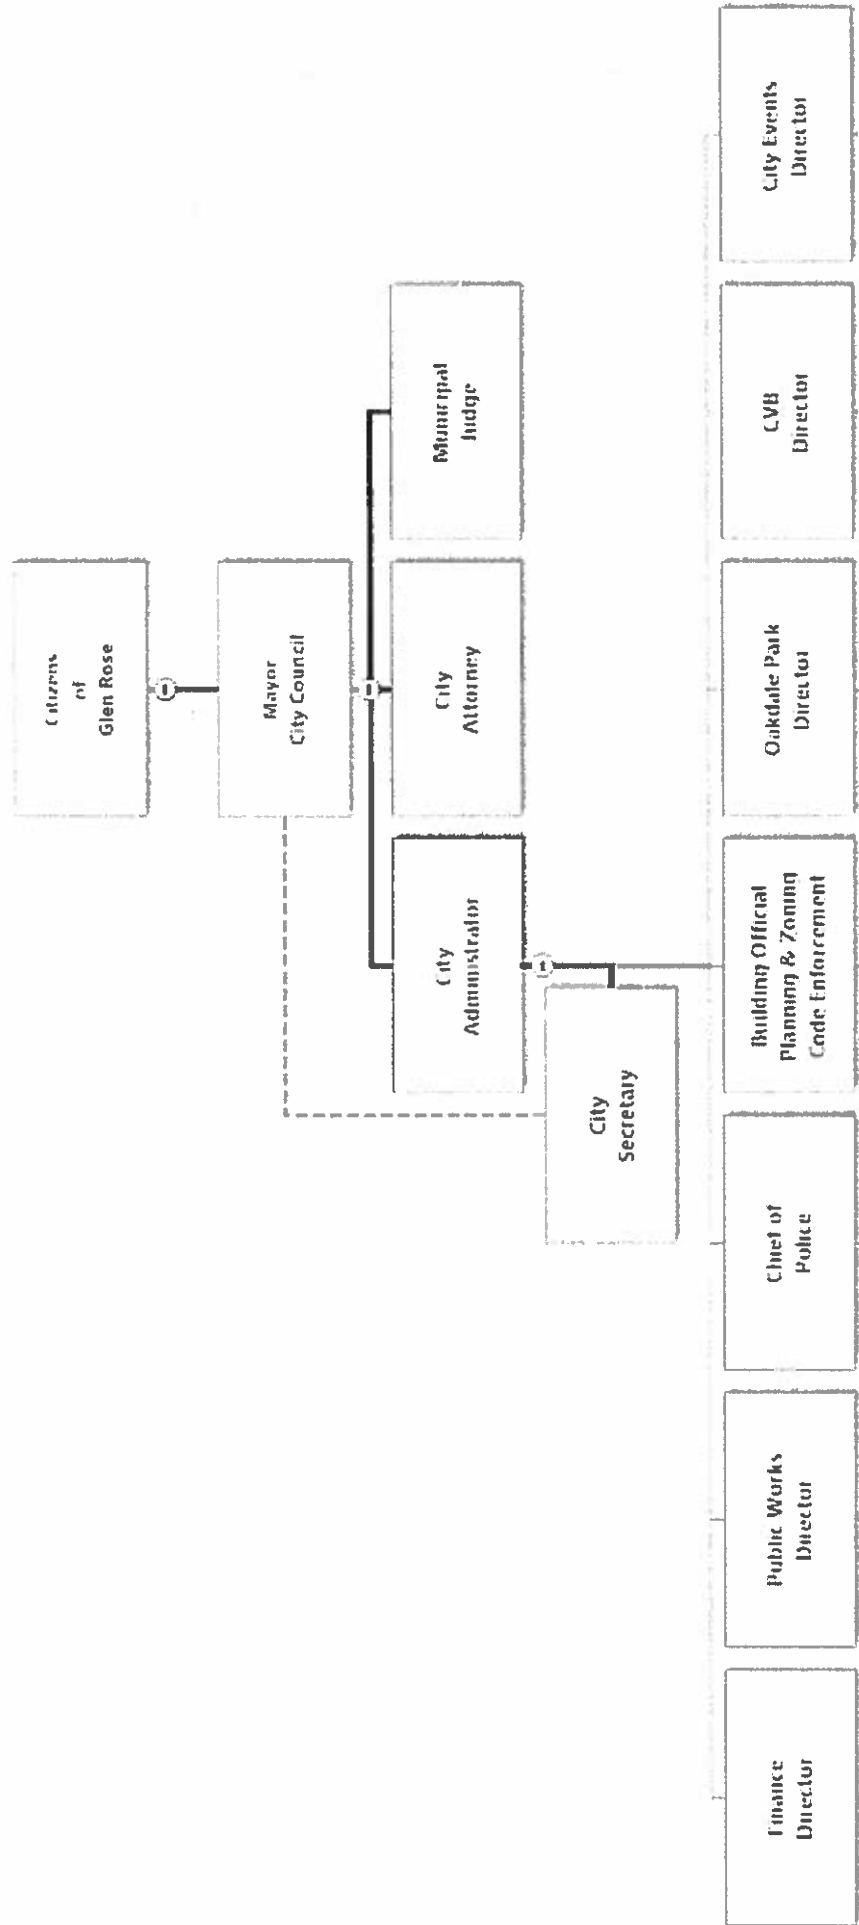 Citizens
of
Glen Rose
Mayor
City Council
City
Administrator
City
Attorney
Municipal
Judge
City
Secretary
Finance
Director
Public Works
Director
Chief of
Police
Building Official
Planning & Zoning
Code Enforcement
Oakdale Park
Director
CVB
Director
City Events
Director